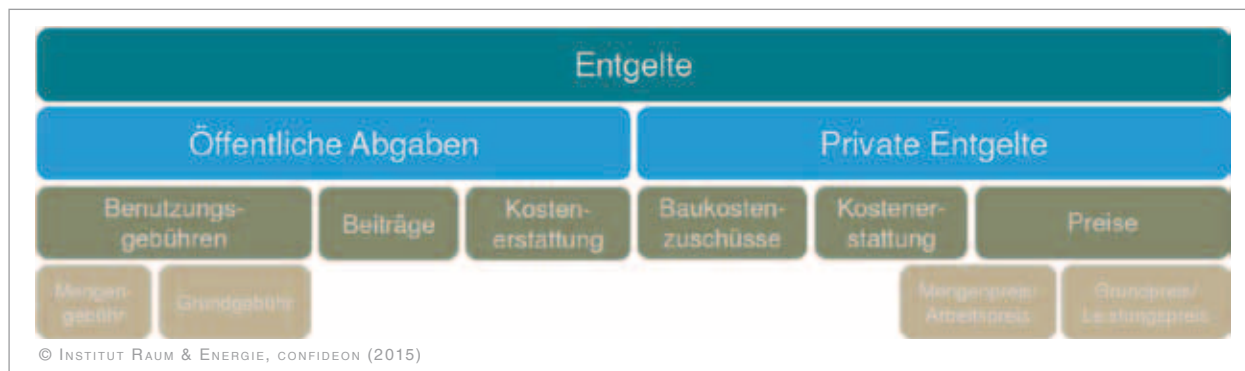 Entgelte
Öffentliche Abgaben
Private Entgelte
Benutzungs-
gebühren
Beiträge
Kosten-
erstattung
Baukosten-
zuschüsse
Kostener-
stattung
Preise
Mengen-
gebühr
Grundgebühr
Mengenpreis/
Arbeitspreis
Grundpreis/
Leistungspreis
© INSTITUT RAUM & ENERGIE, CONFIDEON (2015)